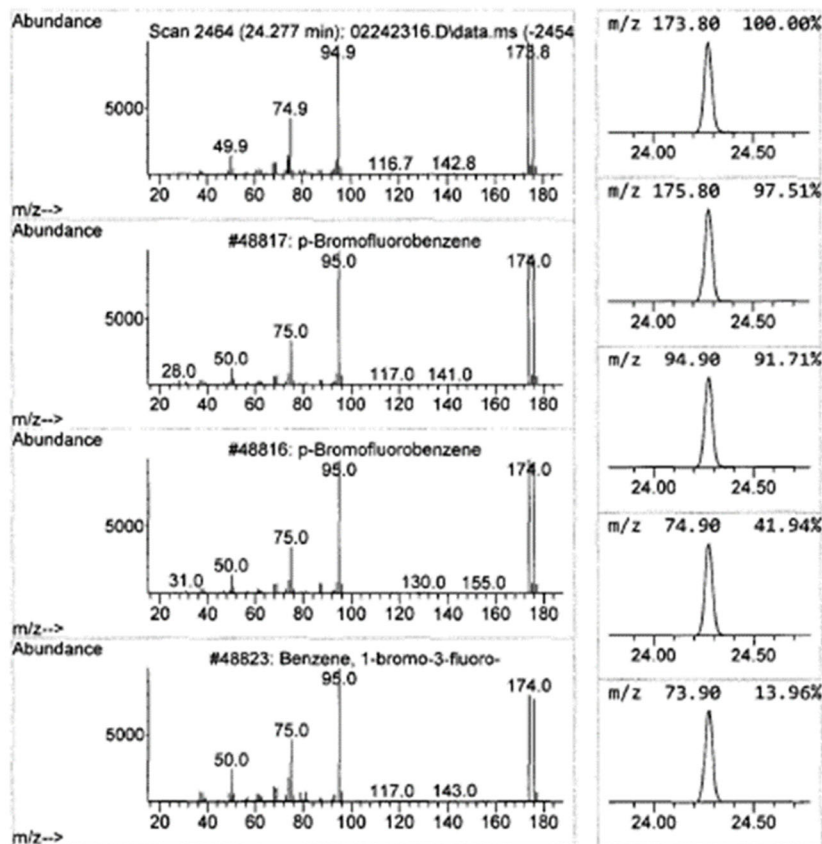 Abundance
Scan 2464 (24.277 min): 02242316.D\data.ms (-2454
94.9
173.8
5000
74.9
49.9
116.7
142.8
20 40 60 80 100 120 140 160 180
m/z-->
Abundance
#48817: p-Bromofluorobenzene
95.0
174.0
5000
75.0
50.0
28.0
117.0
141.0
20 40 60 80 100 120 140 160 180
m/z-->
Abundance
#48816: p-Bromofluorobenzene
95.0
174.0
5000
75.0
50.0
31.0
130.0
155.0
20 40 60 80 100 120 140 160 180
m/z-->
Abundance
#48823: Benzene, 1-bromo-3-fluoro-
95.0
174.0
5000
75.0
50.0
117.0
143.0
20 40 60 80 100 120 140 160 180
m/z-->
m/z 173.80 100.00%
24.00 24.50
m/z 175.80 97.51%
24.00 24.50
m/z 94.90 91.71%
24.00 24.50
m/z 74.90 41.94%
24.00 24.50
m/z 73.90 13.96%
24.00 24.50